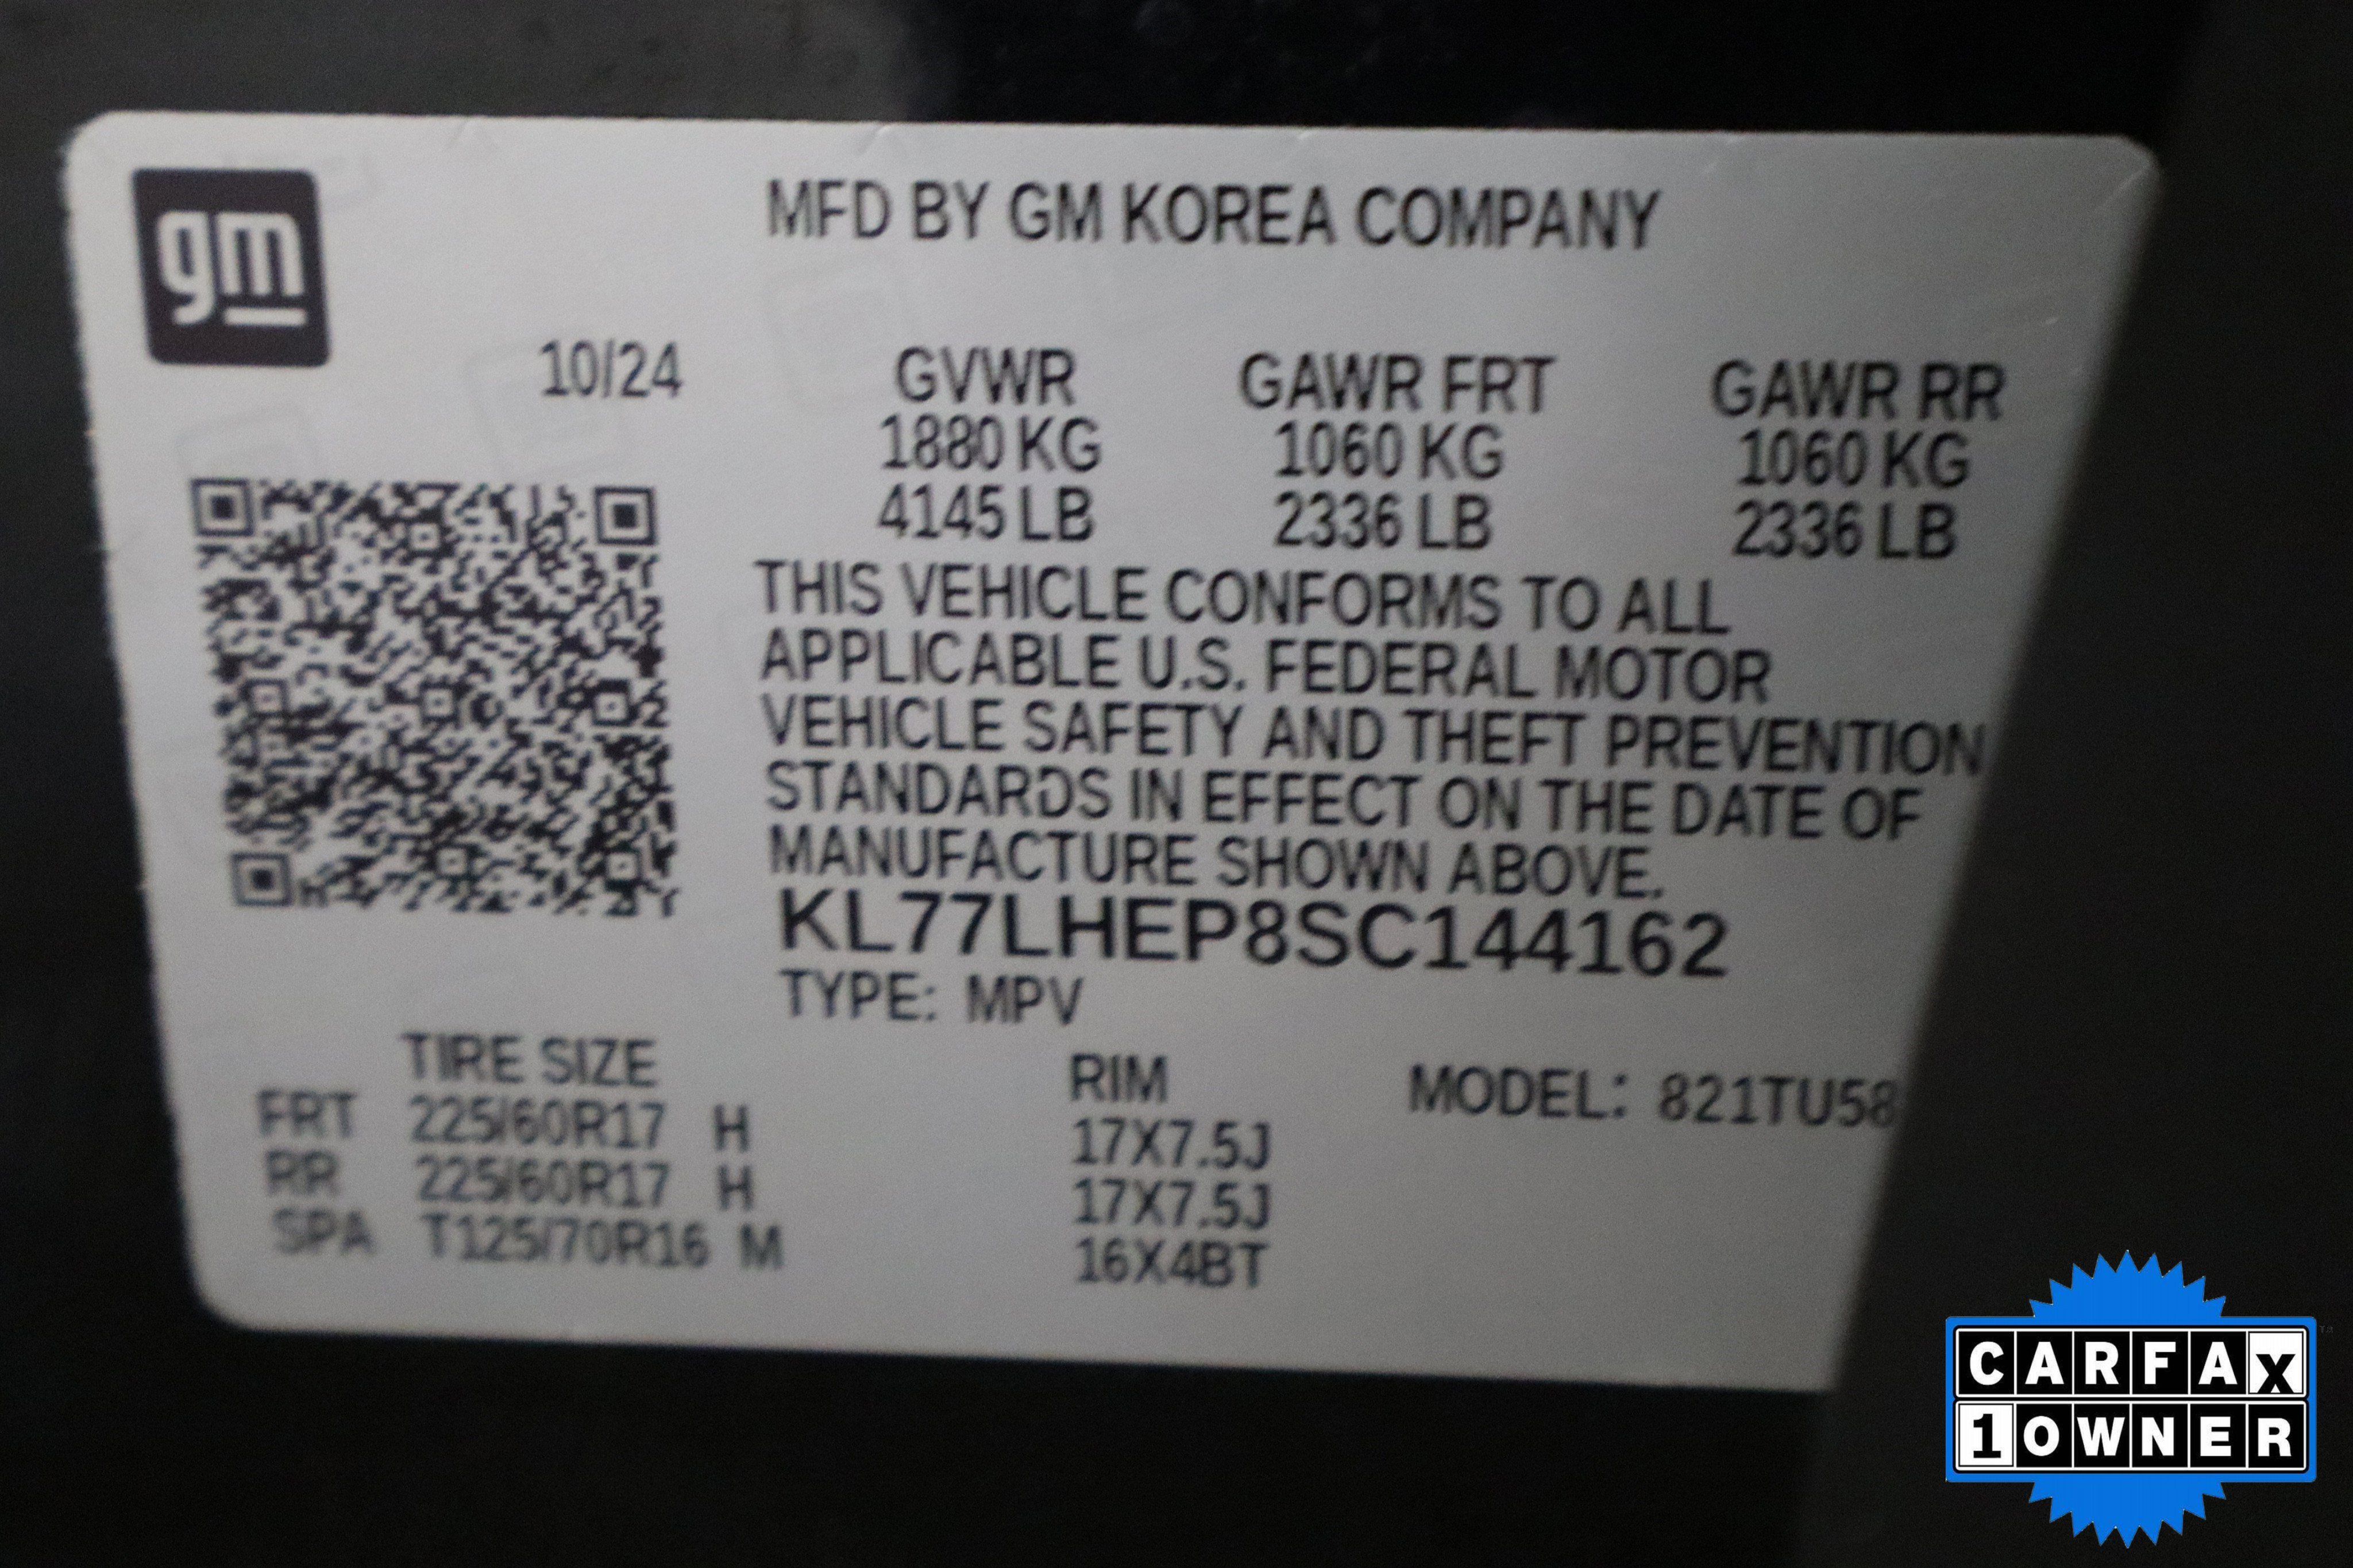 gm
MFD BY GM KOREA COMPANY
10/24 GVWR GAWR FRT GAWR RR
1880 KG 1060 KG 1060 KG
4145 LB 2336 LB 2336 LB
THIS VEHICLE CONFORMS TO ALL
APPLICABLE U.S. FEDERAL MOTOR
VEHICLE SAFETY AND THEFT PREVENTION
STANDARDS IN EFFECT ON THE DATE OF
MANUFACTURE SHOWN ABOVE.
KL77LHEP8SC144162
TYPE: MPV
TIRE SIZE RIM MODEL: 821TU58
FRT 225/60R17 H 17X7.5J
RR 225/60R17 H 17X7.5J
SPA T125/70R16 M 16X4BT
CARFAX
1 OWNER